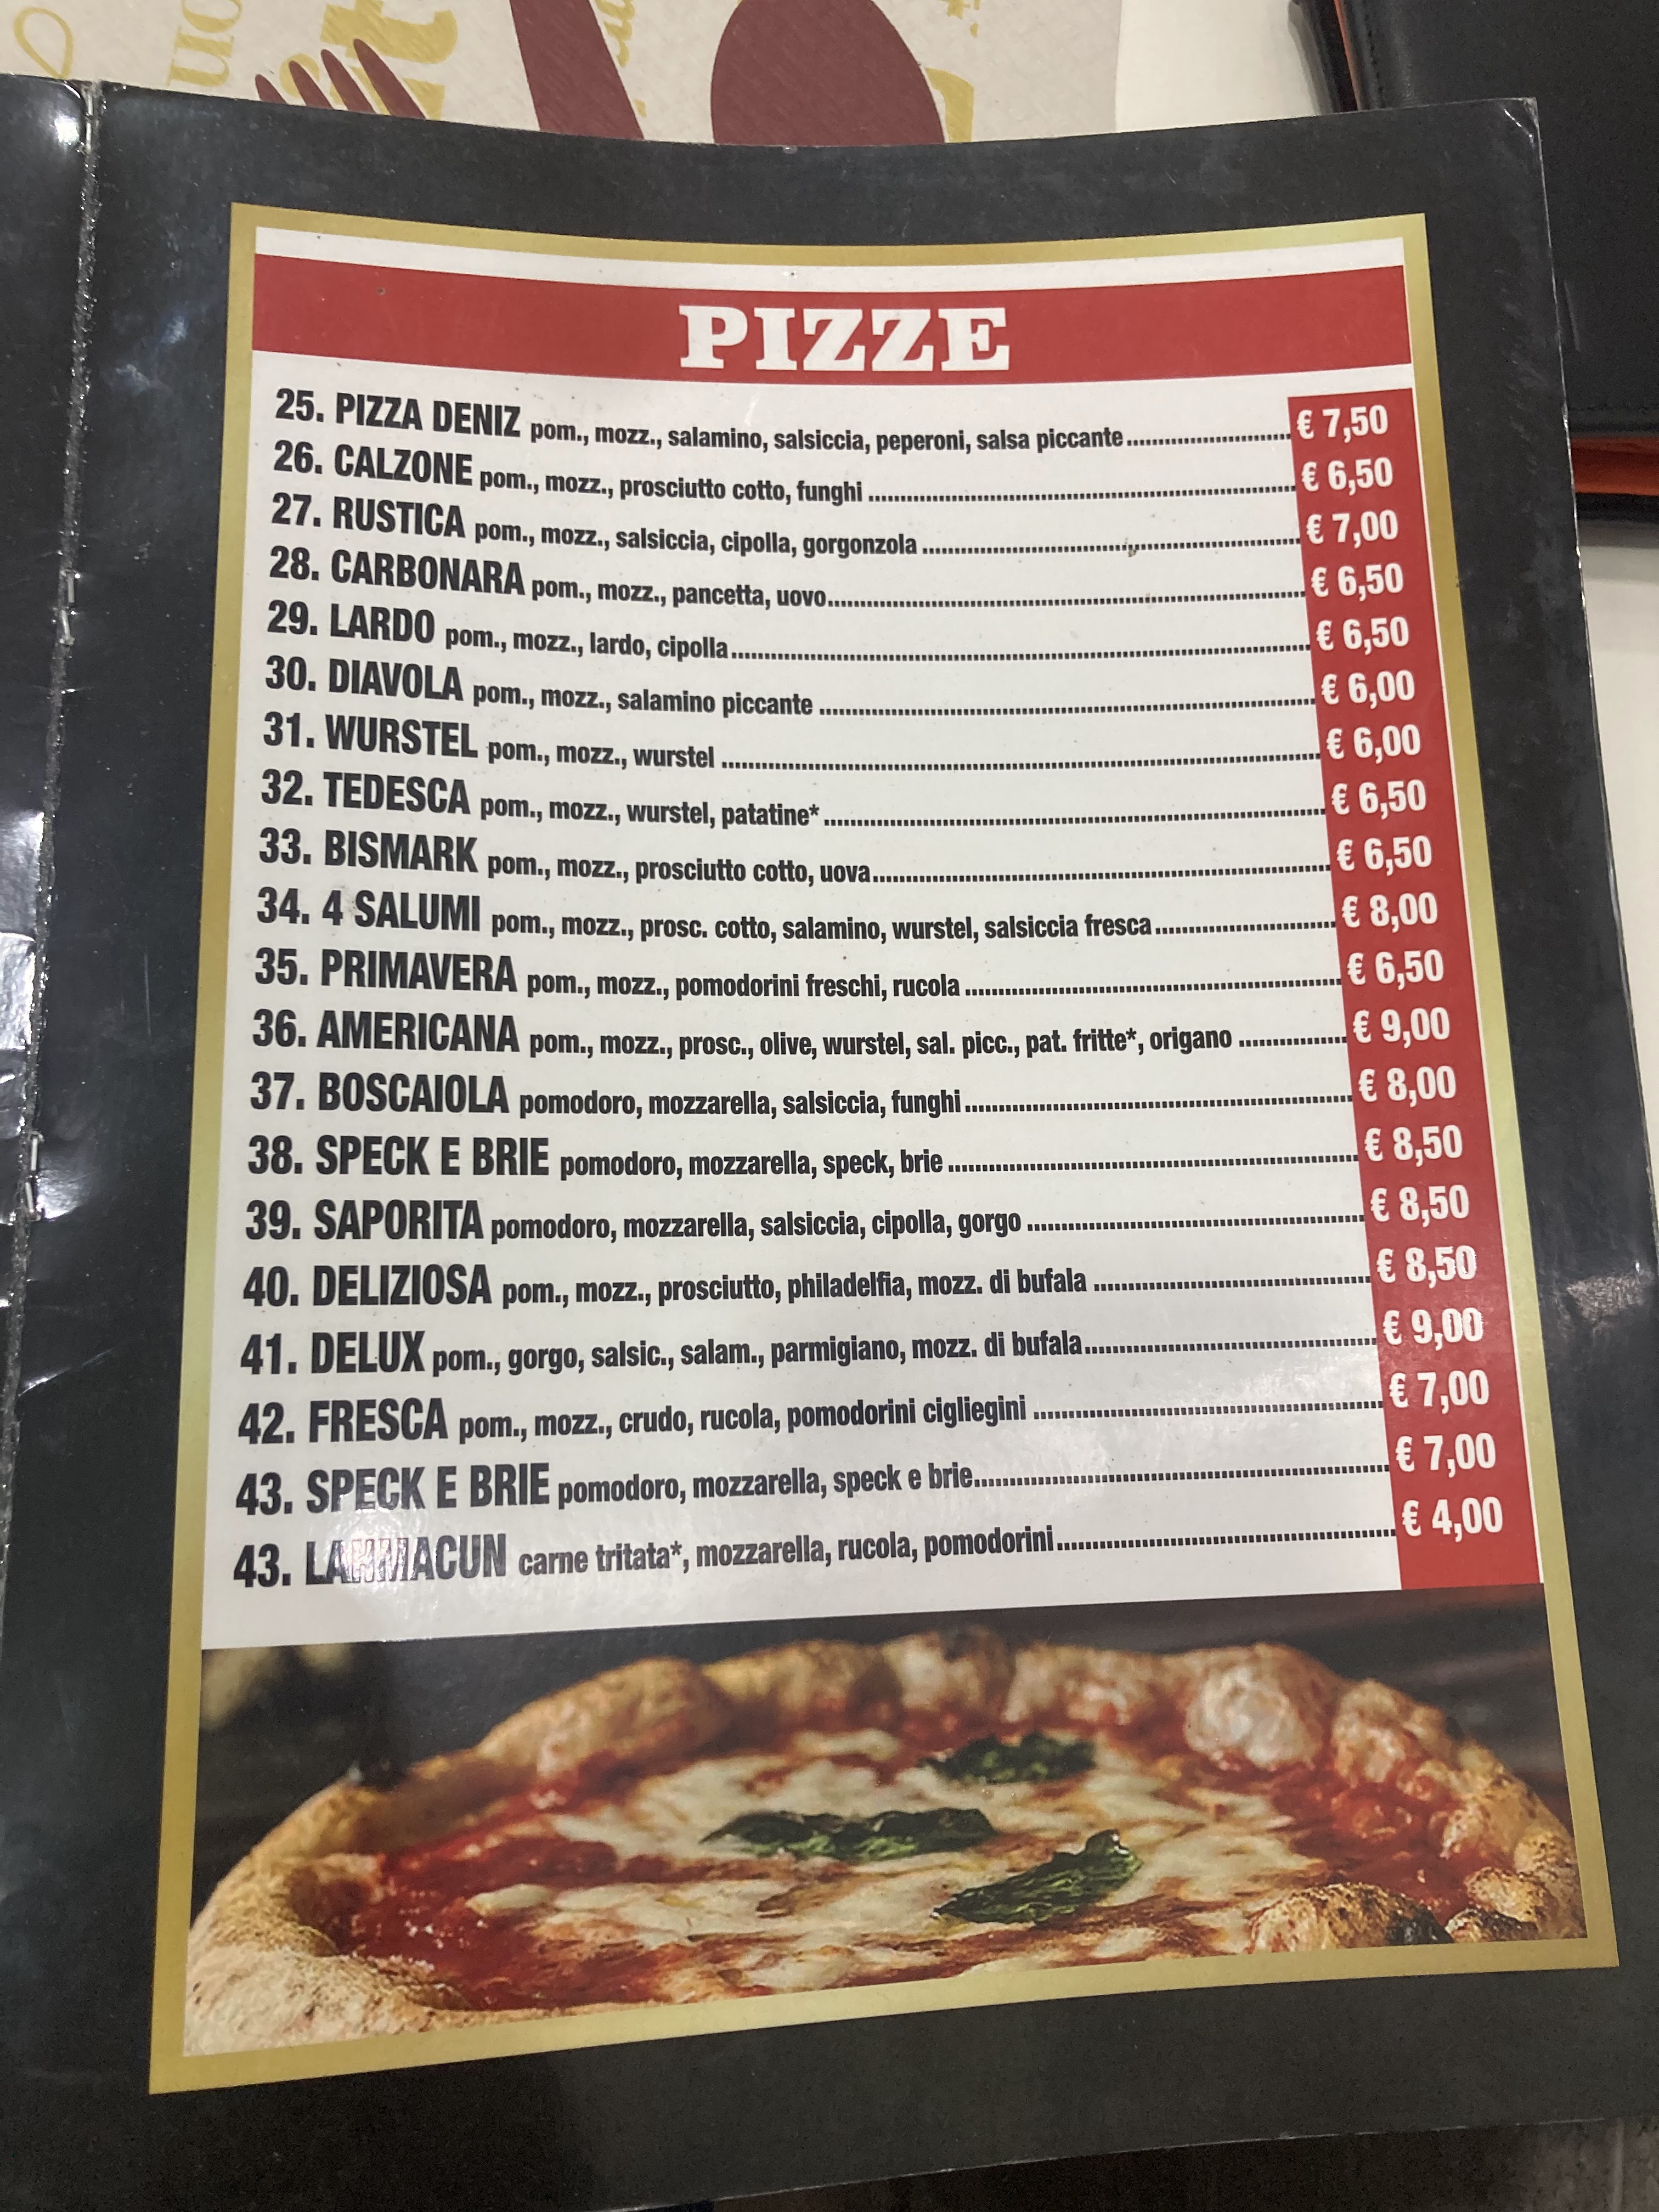 PIZZE
25. PIZZA DENIZ pom., mozz., salamino, salsiccia, peperoni, salsa piccante € 7,50
26. CALZONE pom., mozz., prosciutto cotto, funghi € 6,50
27. RUSTICA pom., mozz., salsiccia, cipolla, gorgonzola € 7,00
28. CARBONARA pom., mozz., pancetta, uovo € 6,50
29. LARDO pom., mozz., lardo, cipolla € 6,50
30. DIAVOLA pom., mozz., salamino piccante € 6,00
31. WURSTEL pom., mozz., wurstel € 6,00
32. TEDESCA pom., mozz., wurstel, patatine* € 6,50
33. BISMARK pom., mozz., prosciutto cotto, uova € 6,50
34. 4 SALUMI pom., mozz., prosc. cotto, salamino, wurstel, salsiccia fresca € 8,00
35. PRIMAVERA pom., mozz., pomodorini freschi, rucola € 6,50
36. AMERICANA pom., mozz., prosc., olive, wurstel, sal. picc., pat. fritte*, origano € 9,00
37. BOSCAIOLA pomodoro, mozzarella, salsiccia, funghi € 8,00
38. SPECK E BRIE pomodoro, mozzarella, speck, brie € 8,50
39. SAPORITA pomodoro, mozzarella, salsiccia, cipolla, gorgo € 8,50
40. DELIZIOSA pom., mozz., prosciutto, philadelfia, mozz. di bufala € 8,50
41. DELUX pom., gorgo, salsic., salam., parmigiano, mozz. di bufala € 9,00
42. FRESCA pom., mozz., crudo, rucola, pomodorini cigliegini € 7,00
43. SPECK E BRIE pomodoro, mozzarella, speck e brie € 7,00
43. LAHMACUN carne tritata*, mozzarella, rucola, pomodorini € 4,00